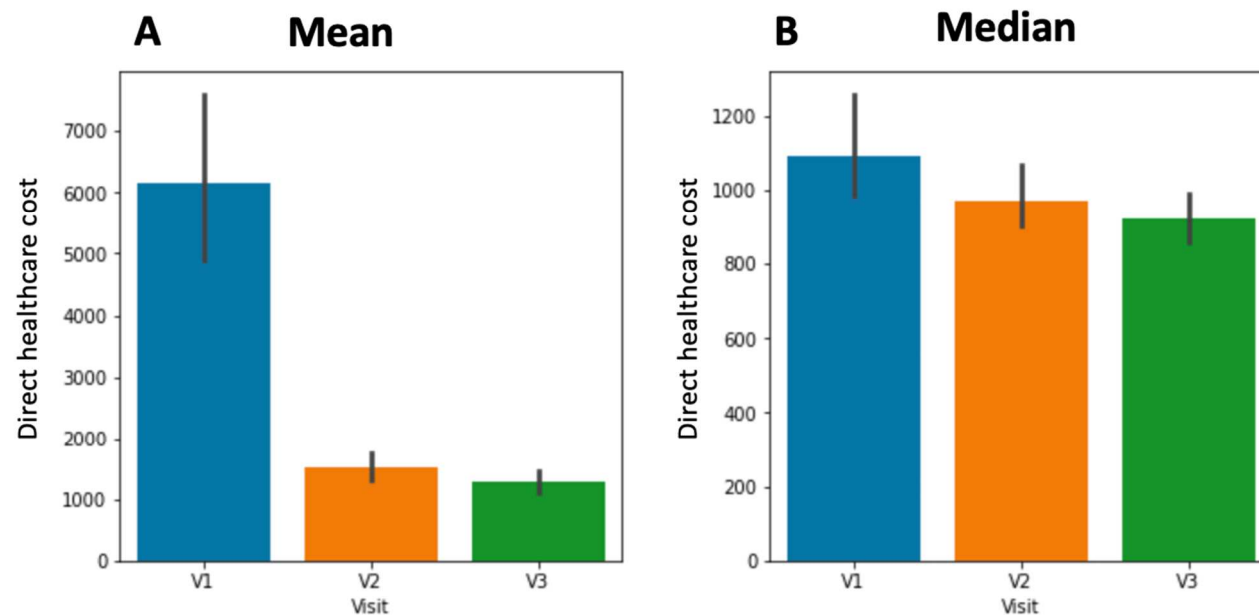 A Mean
Direct healthcare cost
7000
6000
5000
4000
3000
2000
1000
0
V1 V2 V3
Visit
B Median
Direct healthcare cost
1200
1000
800
600
400
200
0
V1 V2 V3
Visit